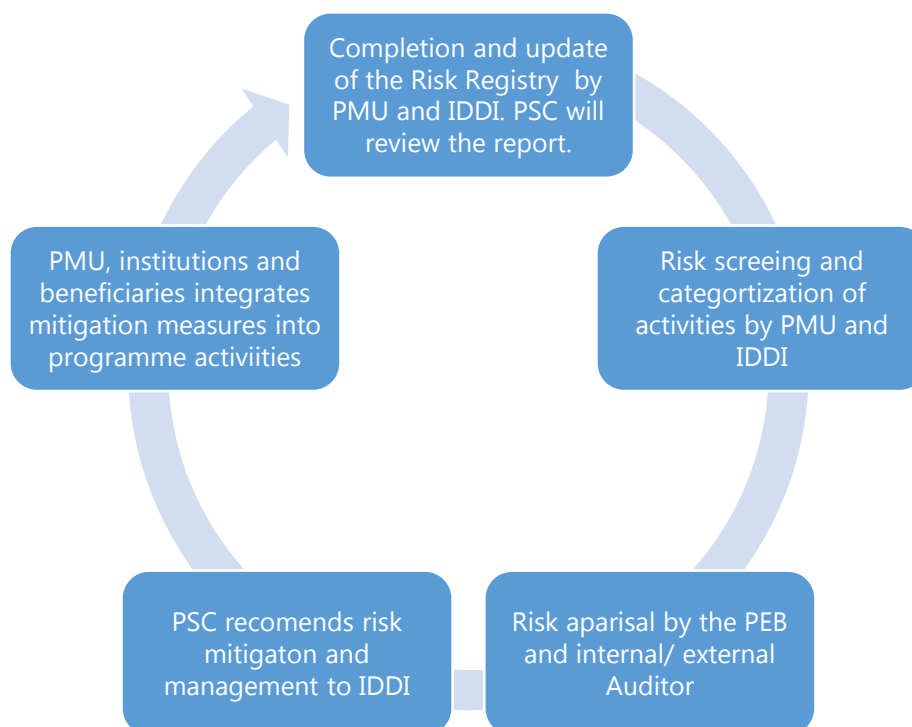 Completion and update
of the Risk Registry by
PMU and IDDI. PSC will
review the report.
Risk screeing and
categortization of
activities by PMU and
IDDI
Risk aparisal by the PEB
and internal/ external
Auditor
PSC recomends risk
mitigaton and
management to IDDI
PMU, institutions and
beneficiaries integrates
mitigation measures into
programme activiities